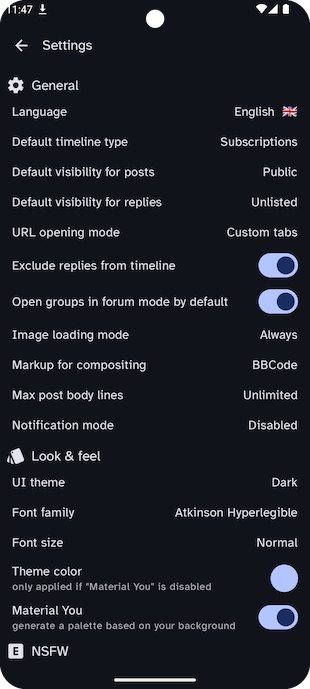 11:47
Settings
General
Language English
Default timeline type Subscriptions
Default visibility for posts Public
Default visibility for replies Unlisted
URL opening mode Custom tabs
Exclude replies from timeline
Open groups in forum mode by default
Image loading mode Always
Markup for compositing BBCode
Max post body lines Unlimited
Notification mode Disabled
Look & feel
UI theme Dark
Font family Atkinson Hyperlegible
Font size Normal
Theme color
only applied if "Material You" is disabled
Material You
generate a palette based on your background
E NSFW